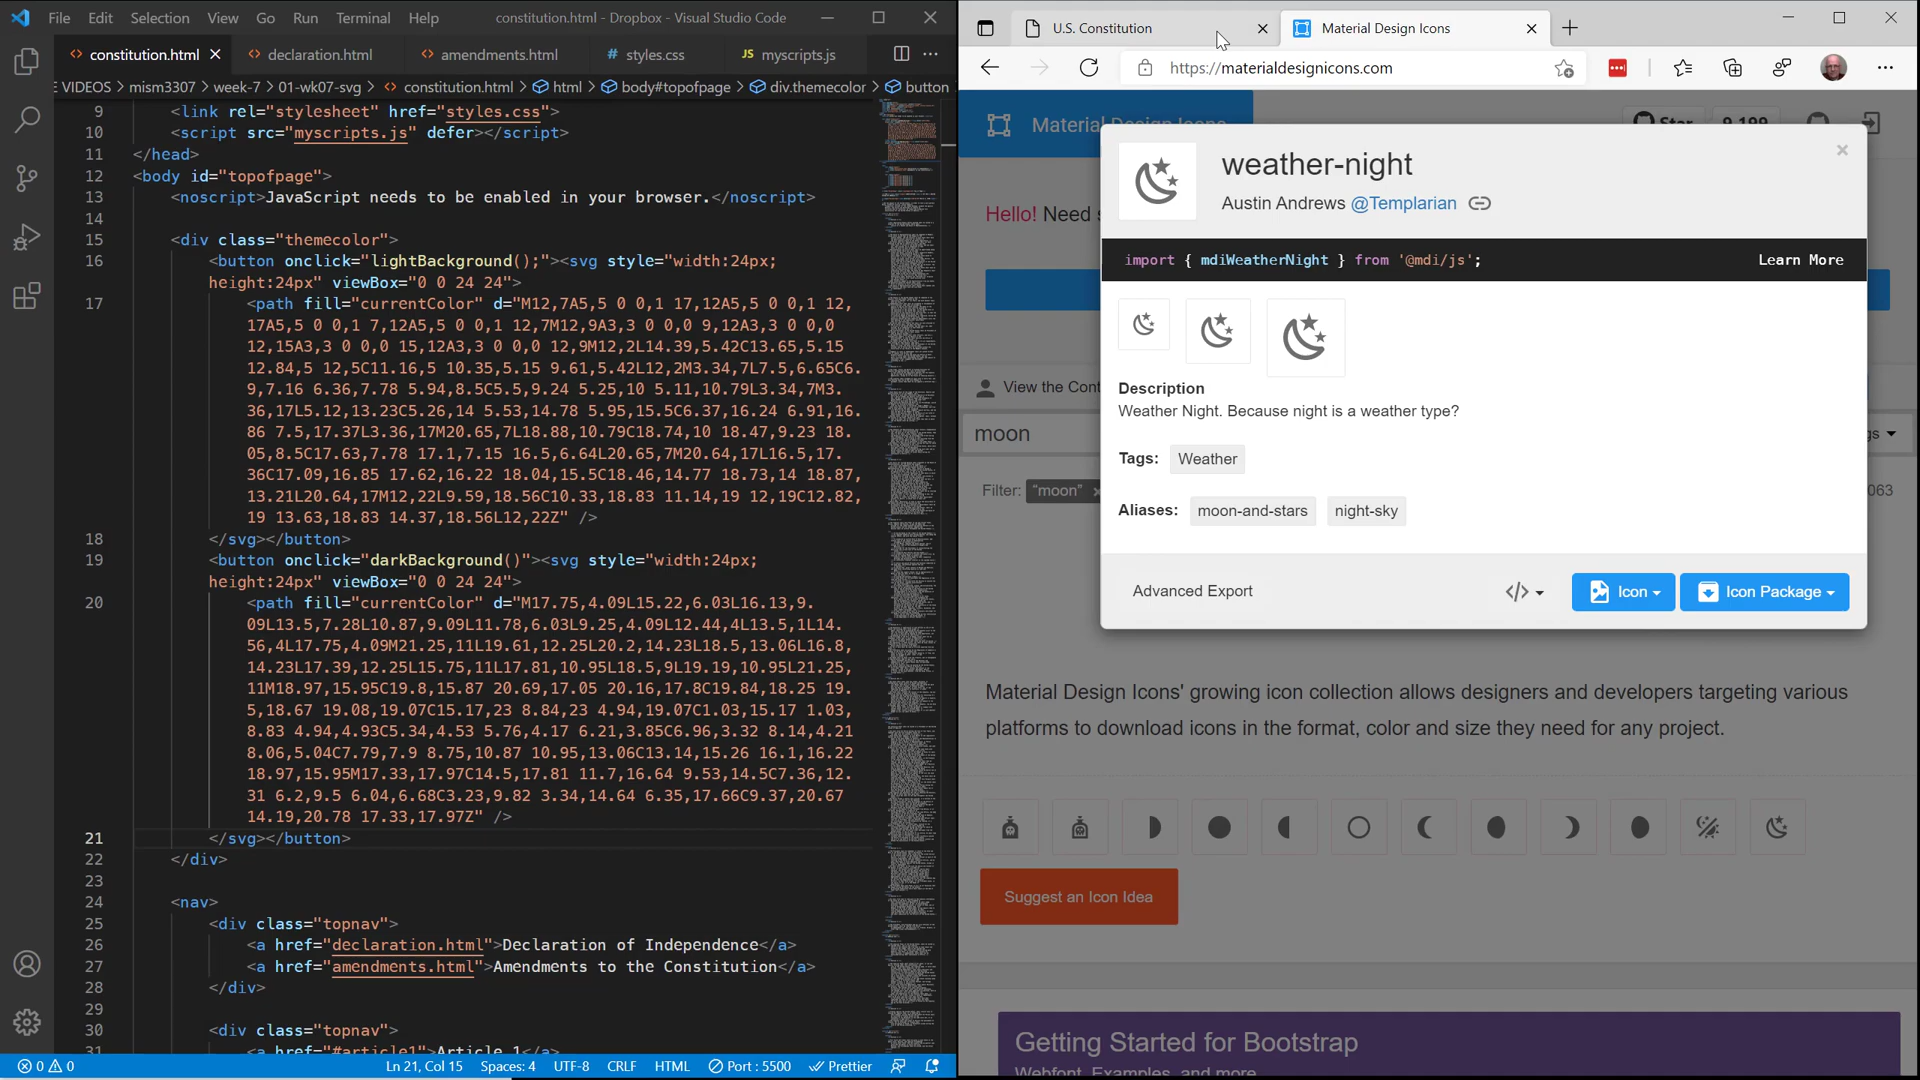 File Edit Selection View Go Run Terminal Help constitution.html - Dropbox - Visual Studio Code
constitution.html declaration.html amendments.html # styles.css JS myscripts.js
E VIDEOS > mism3307 > week-7 > 01-wk07-svg > constitution.html > html > body#topofpage > div.themecolor > button
9 <link rel="stylesheet" href="styles.css">
10 <script src="myscripts.js" defer></script>
11 </head>
12 <body id="topofpage">
13 <noscript>JavaScript needs to be enabled in your browser.</noscript>
14
15 <div class="themecolor">
16 <button onclick="lightBackground();"><svg style="width:24px;
height:24px" viewBox="0 0 24 24">
17 <path fill="currentColor" d="M12,7A5,5 0 0,1 17,12A5,5 0 0,1 12,
17A5,5 0 0,1 7,12A5,5 0 0,1 12,7M12,9A3,3 0 0,0 9,12A3,3 0 0,0
12,15A3,3 0 0,0 15,12A3,3 0 0,0 12,9M12,2L14.39,5.42C13.65,5.15
12.84,5 12,5C11.16,5 10.35,5.15 9.61,5.42L12,2M3.34,7L7.5,6.65C6.
9,7.16 6.36,7.78 5.94,8.5C5.5,9.24 5.25,10 5.11,10.79L3.34,7M3.
36,17L5.12,13.23C5.26,14 5.53,14.78 5.95,15.5C6.37,16.24 6.91,16.
86 7.5,17.37L3.36,17M20.65,7L18.88,10.79C18.74,10 18.47,9.23 18.
05,8.5C17.63,7.78 17.1,7.15 16.5,6.64L20.65,7M20.64,17L16.5,17.
36C17.09,16.85 17.62,16.22 18.04,15.5C18.46,14.77 18.73,14 18.87,
13.21L20.64,17M12,22L9.59,18.56C10.33,18.83 11.14,19 12,19C12.82,
19 13.63,18.83 14.37,18.56L12,22Z" />
18 </svg></button>
19 <button onclick="darkBackground()"><svg style="width:24px;
height:24px" viewBox="0 0 24 24">
20 <path fill="currentColor" d="M17.75,4.09L15.22,6.03L16.13,9.
09L13.5,7.28L10.87,9.09L11.78,6.03L9.25,4.09L12.44,4L13.5,1L14.
56,4L17.75,4.09M21.25,11L19.61,12.25L20.2,14.23L18.5,13.06L16.8,
14.23L17.39,12.25L15.75,11L17.81,10.95L18.5,9L19.19,10.95L21.25,
11M18.97,15.95C19.8,15.87 20.69,17.05 20.16,17.8C19.84,18.25 19.
5,18.67 19.08,19.07C15.17,23 8.84,23 4.94,19.07C1.03,15.17 1.03,
8.83 4.94,4.93C5.34,4.53 5.76,4.17 6.21,3.85C6.96,3.32 8.14,4.21
8.06,5.04C7.79,7.9 8.75,10.87 10.95,13.06C13.14,15.26 16.1,16.22
18.97,15.95M17.33,17.97C14.5,17.81 11.7,16.64 9.53,14.5C7.36,12.
31 6.2,9.5 6.04,6.68C3.23,9.82 3.34,14.64 6.35,17.66C9.37,20.67
14.19,20.78 17.33,17.97Z" />
21 </svg></button>
22 </div>
23
24 <nav>
25 <div class="topnav">
26 <a href="declaration.html">Declaration of Independence</a>
27 <a href="amendments.html">Amendments to the Constitution</a>
28 </div>
29
30 <div class="topnav">
31 <a href="#article1">Article 1</a>
0 0 Ln 21, Col 15 Spaces: 4 UTF-8 CRLF HTML Port : 5500 Prettier
U.S. Constitution Material Design Icons
https://materialdesignicons.com
Material Design Icons Star 9,199
Hello! Need s
View the Cont
moon gs
Filter: "moon" × 063
weather-night
Austin Andrews @Templarian
import { mdiWeatherNight } from '@mdi/js'; Learn More
Description
Weather Night. Because night is a weather type?
Tags: Weather
Aliases: moon-and-stars night-sky
Advanced Export </> Icon Icon Package
Material Design Icons' growing icon collection allows designers and developers targeting various
platforms to download icons in the format, color and size they need for any project.
Suggest an Icon Idea
Getting Started for Bootstrap
Webfont, Examples, and more